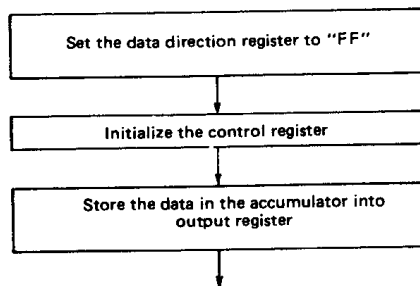 Set the data direction register to "FF"
Initialize the control register
Store the data in the accumulator into
output register